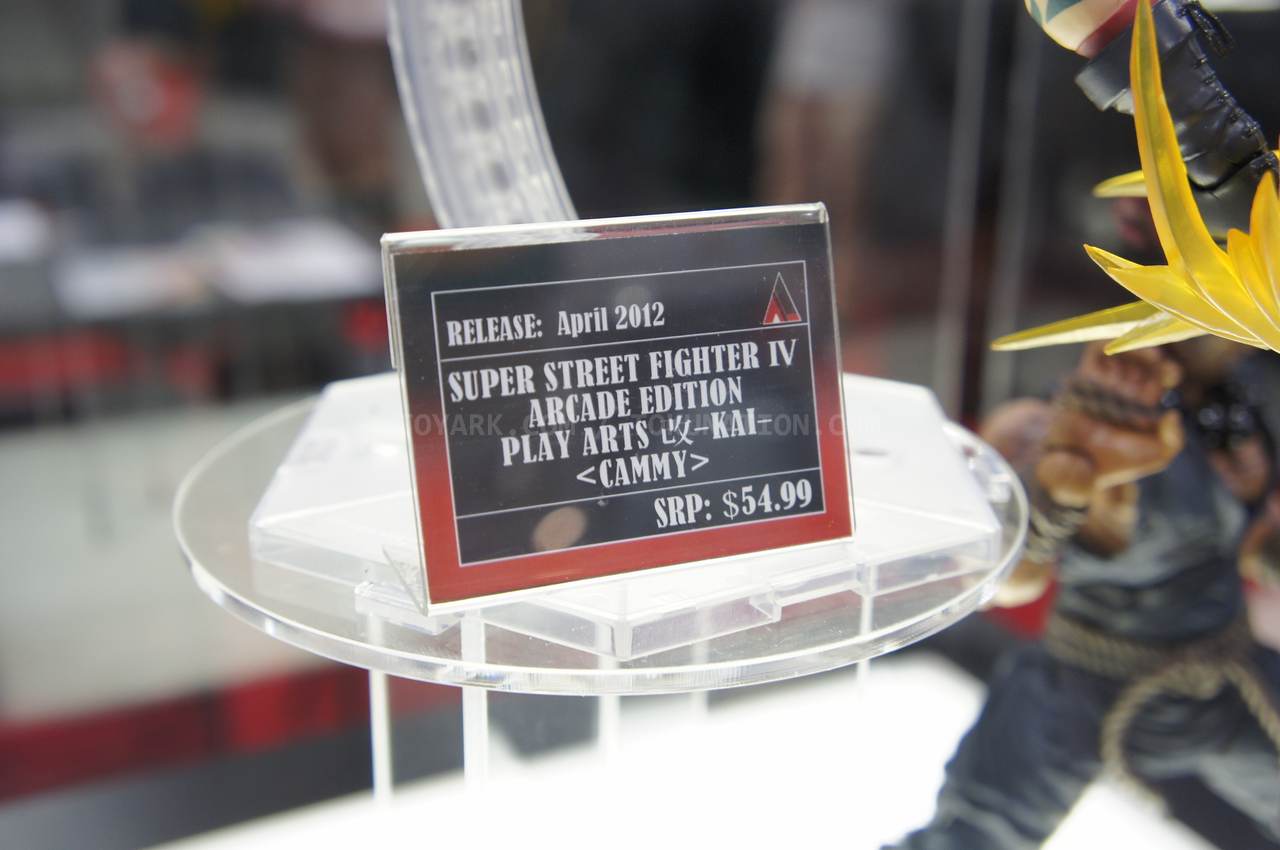 RELEASE: April 2012
SUPER STREET FIGHTER IV
ARCADE EDITION
PLAY ARTS 改 -KAI-
<CAMMY>
SRP: $54.99